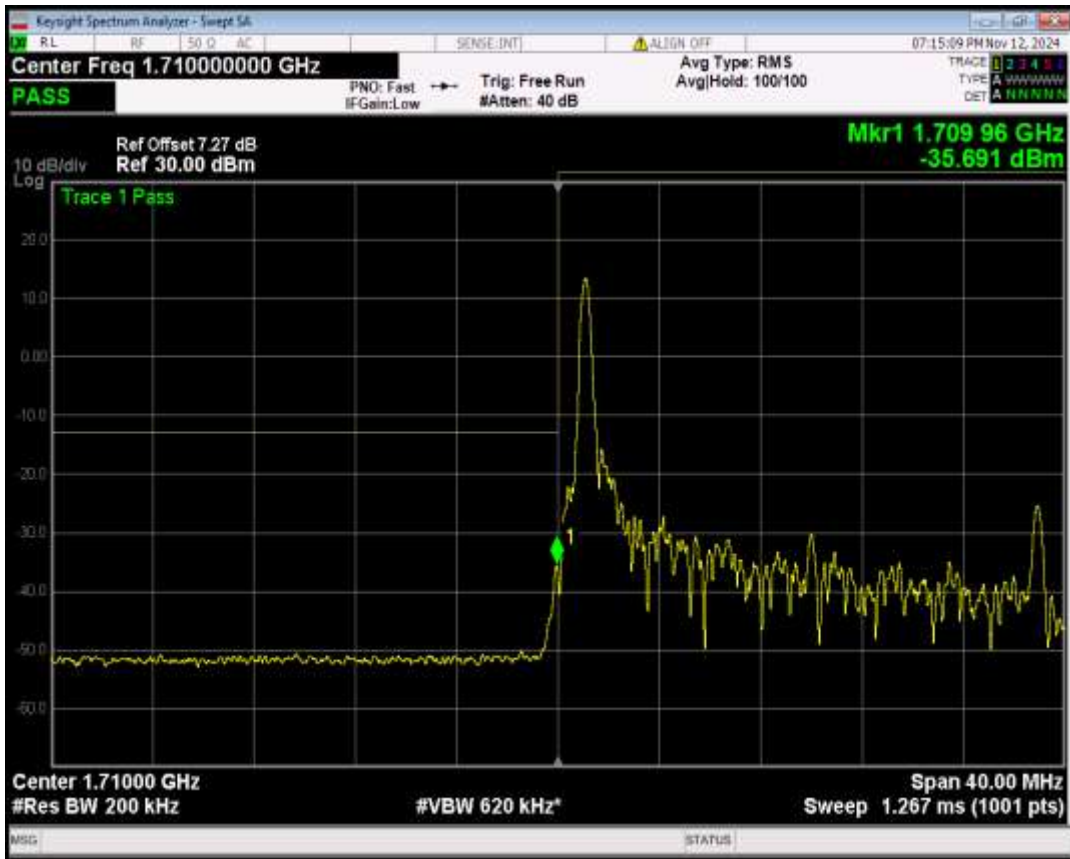 Keysight Spectrum Analyzer - Swept SA
RL RF 50 Ω AC SENSE:INT ALIGN OFF 07:15:09 PM Nov 12, 2024
Center Freq 1.710000000 GHz
PASS
PNO: Fast
IFGain:Low
Trig: Free Run
#Atten: 40 dB
Avg Type: RMS
Avg|Hold: 100/100
TRACE 1 2 3 4 5 6
TYPE A WWWWW
DET A N N N N N
Mkr1 1.709 96 GHz
-35.691 dBm
Ref Offset 7.27 dB
10 dB/div Ref 30.00 dBm
Log
Trace 1 Pass
20.0
10.0
0.00
-10.0
-20.0
-30.0
-40.0
-50.0
-60.0
1
Center 1.71000 GHz Span 40.00 MHz
#Res BW 200 kHz #VBW 620 kHz* Sweep 1.267 ms (1001 pts)
MSG STATUS